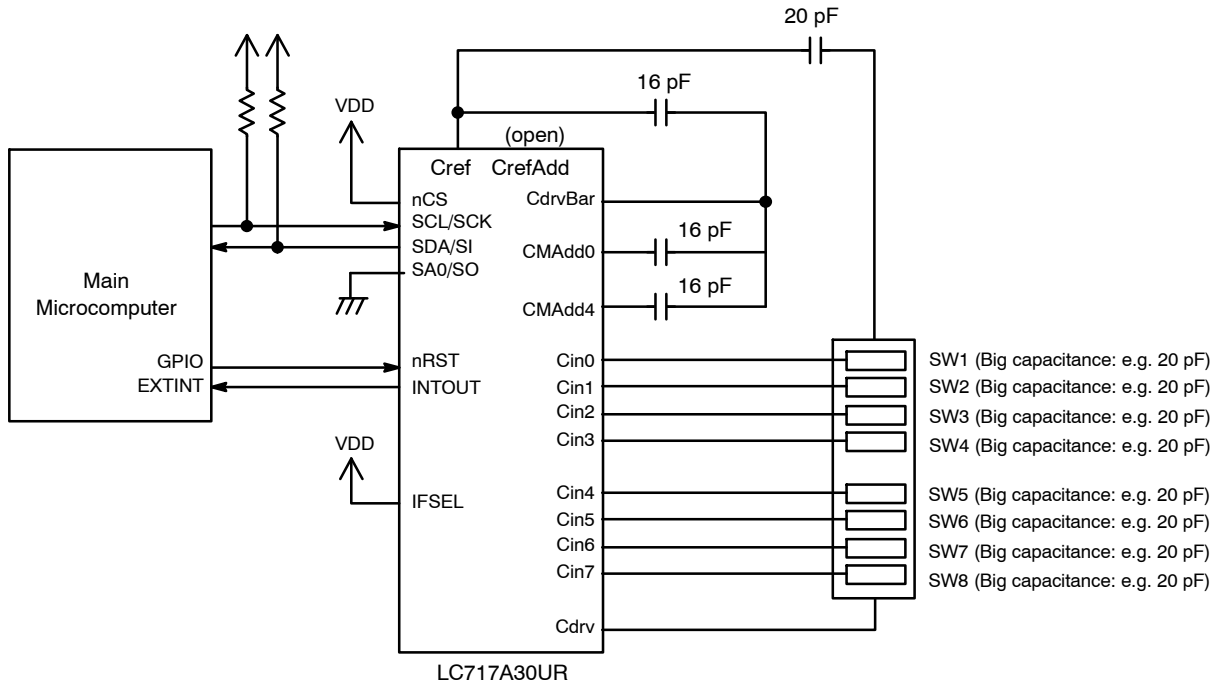 20 pF
16 pF
VDD
(open)
Cref CrefAdd
nCS
CdrvBar
SCL/SCK
16 pF
SDA/SI
CMAdd0
SA0/SO
Main
Microcomputer
16 pF
CMAdd4
GPIO
nRST
Cin0
SW1 (Big capacitance: e.g. 20 pF)
EXTINT
INTOUT
Cin1
SW2 (Big capacitance: e.g. 20 pF)
Cin2
SW3 (Big capacitance: e.g. 20 pF)
VDD
Cin3
SW4 (Big capacitance: e.g. 20 pF)
IFSEL
Cin4
SW5 (Big capacitance: e.g. 20 pF)
Cin5
SW6 (Big capacitance: e.g. 20 pF)
Cin6
SW7 (Big capacitance: e.g. 20 pF)
Cin7
SW8 (Big capacitance: e.g. 20 pF)
Cdrv
LC717A30UR